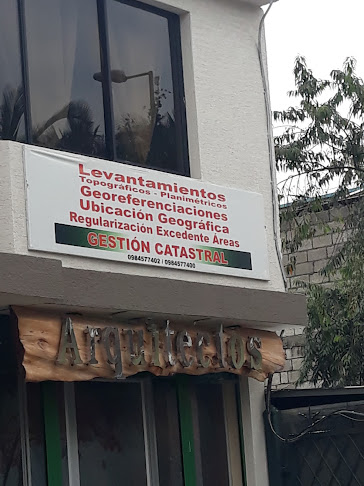 Levantamientos
Topográficos - Planimétricos
Georeferenciaciones
Ubicación Geográfica
Regularización Excedente Áreas
GESTIÓN CATASTRAL
0984577402 / 0984577400
Arquitectos